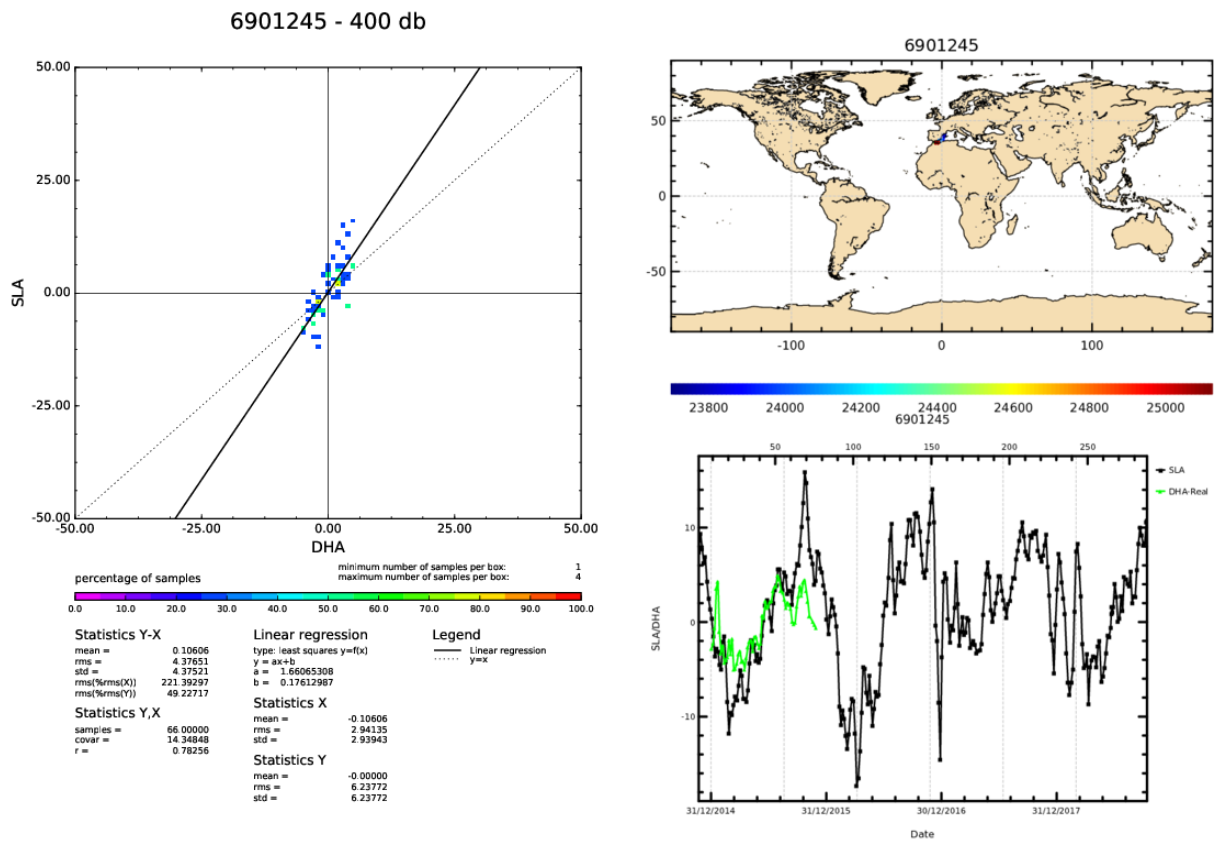 6901245 - 400 db
50.00
25.00
0.00
-25.00
-50.00
SLA
-50.00 -25.00 0.00 25.00 50.00
DHA
percentage of samples
minimum number of samples per box: 1
maximum number of samples per box: 4
0.0 10.0 20.0 30.0 40.0 50.0 60.0 70.0 80.0 90.0 100.0
Statistics Y-X
mean = 0.10606
rms = 4.37651
std = 4.37521
rms(%rms(X)) 221.39297
rms(%rms(Y)) 49.22717
Statistics Y,X
samples = 66.00000
covar = 14.34848
r = 0.78256
Linear regression
type: least squares y=f(x)
y = ax+b
a = 1.66065308
b = 0.17612987
Statistics X
mean = -0.10606
rms = 2.94135
std = 2.93943
Statistics Y
mean = -0.00000
rms = 6.23772
std = 6.23772
Legend
Linear regression
y=x
6901245
50
0
-50
-100 0 100
23800 24000 24200 24400 24600 24800 25000
6901245
50 100 150 200 250
SLA
DHA-Real
10
0
-10
SLA/DHA
31/12/2014 31/12/2015 30/12/2016 31/12/2017
Date